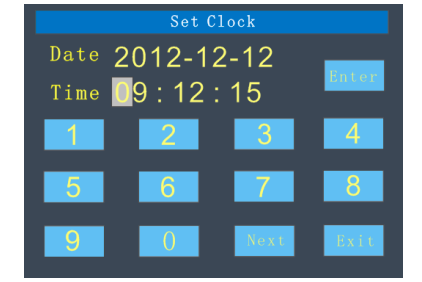 Set Clock
Date 2012-12-12
Enter
Time 09:12:15
1 2 3 4
5 6 7 8
9 0 Next Exit